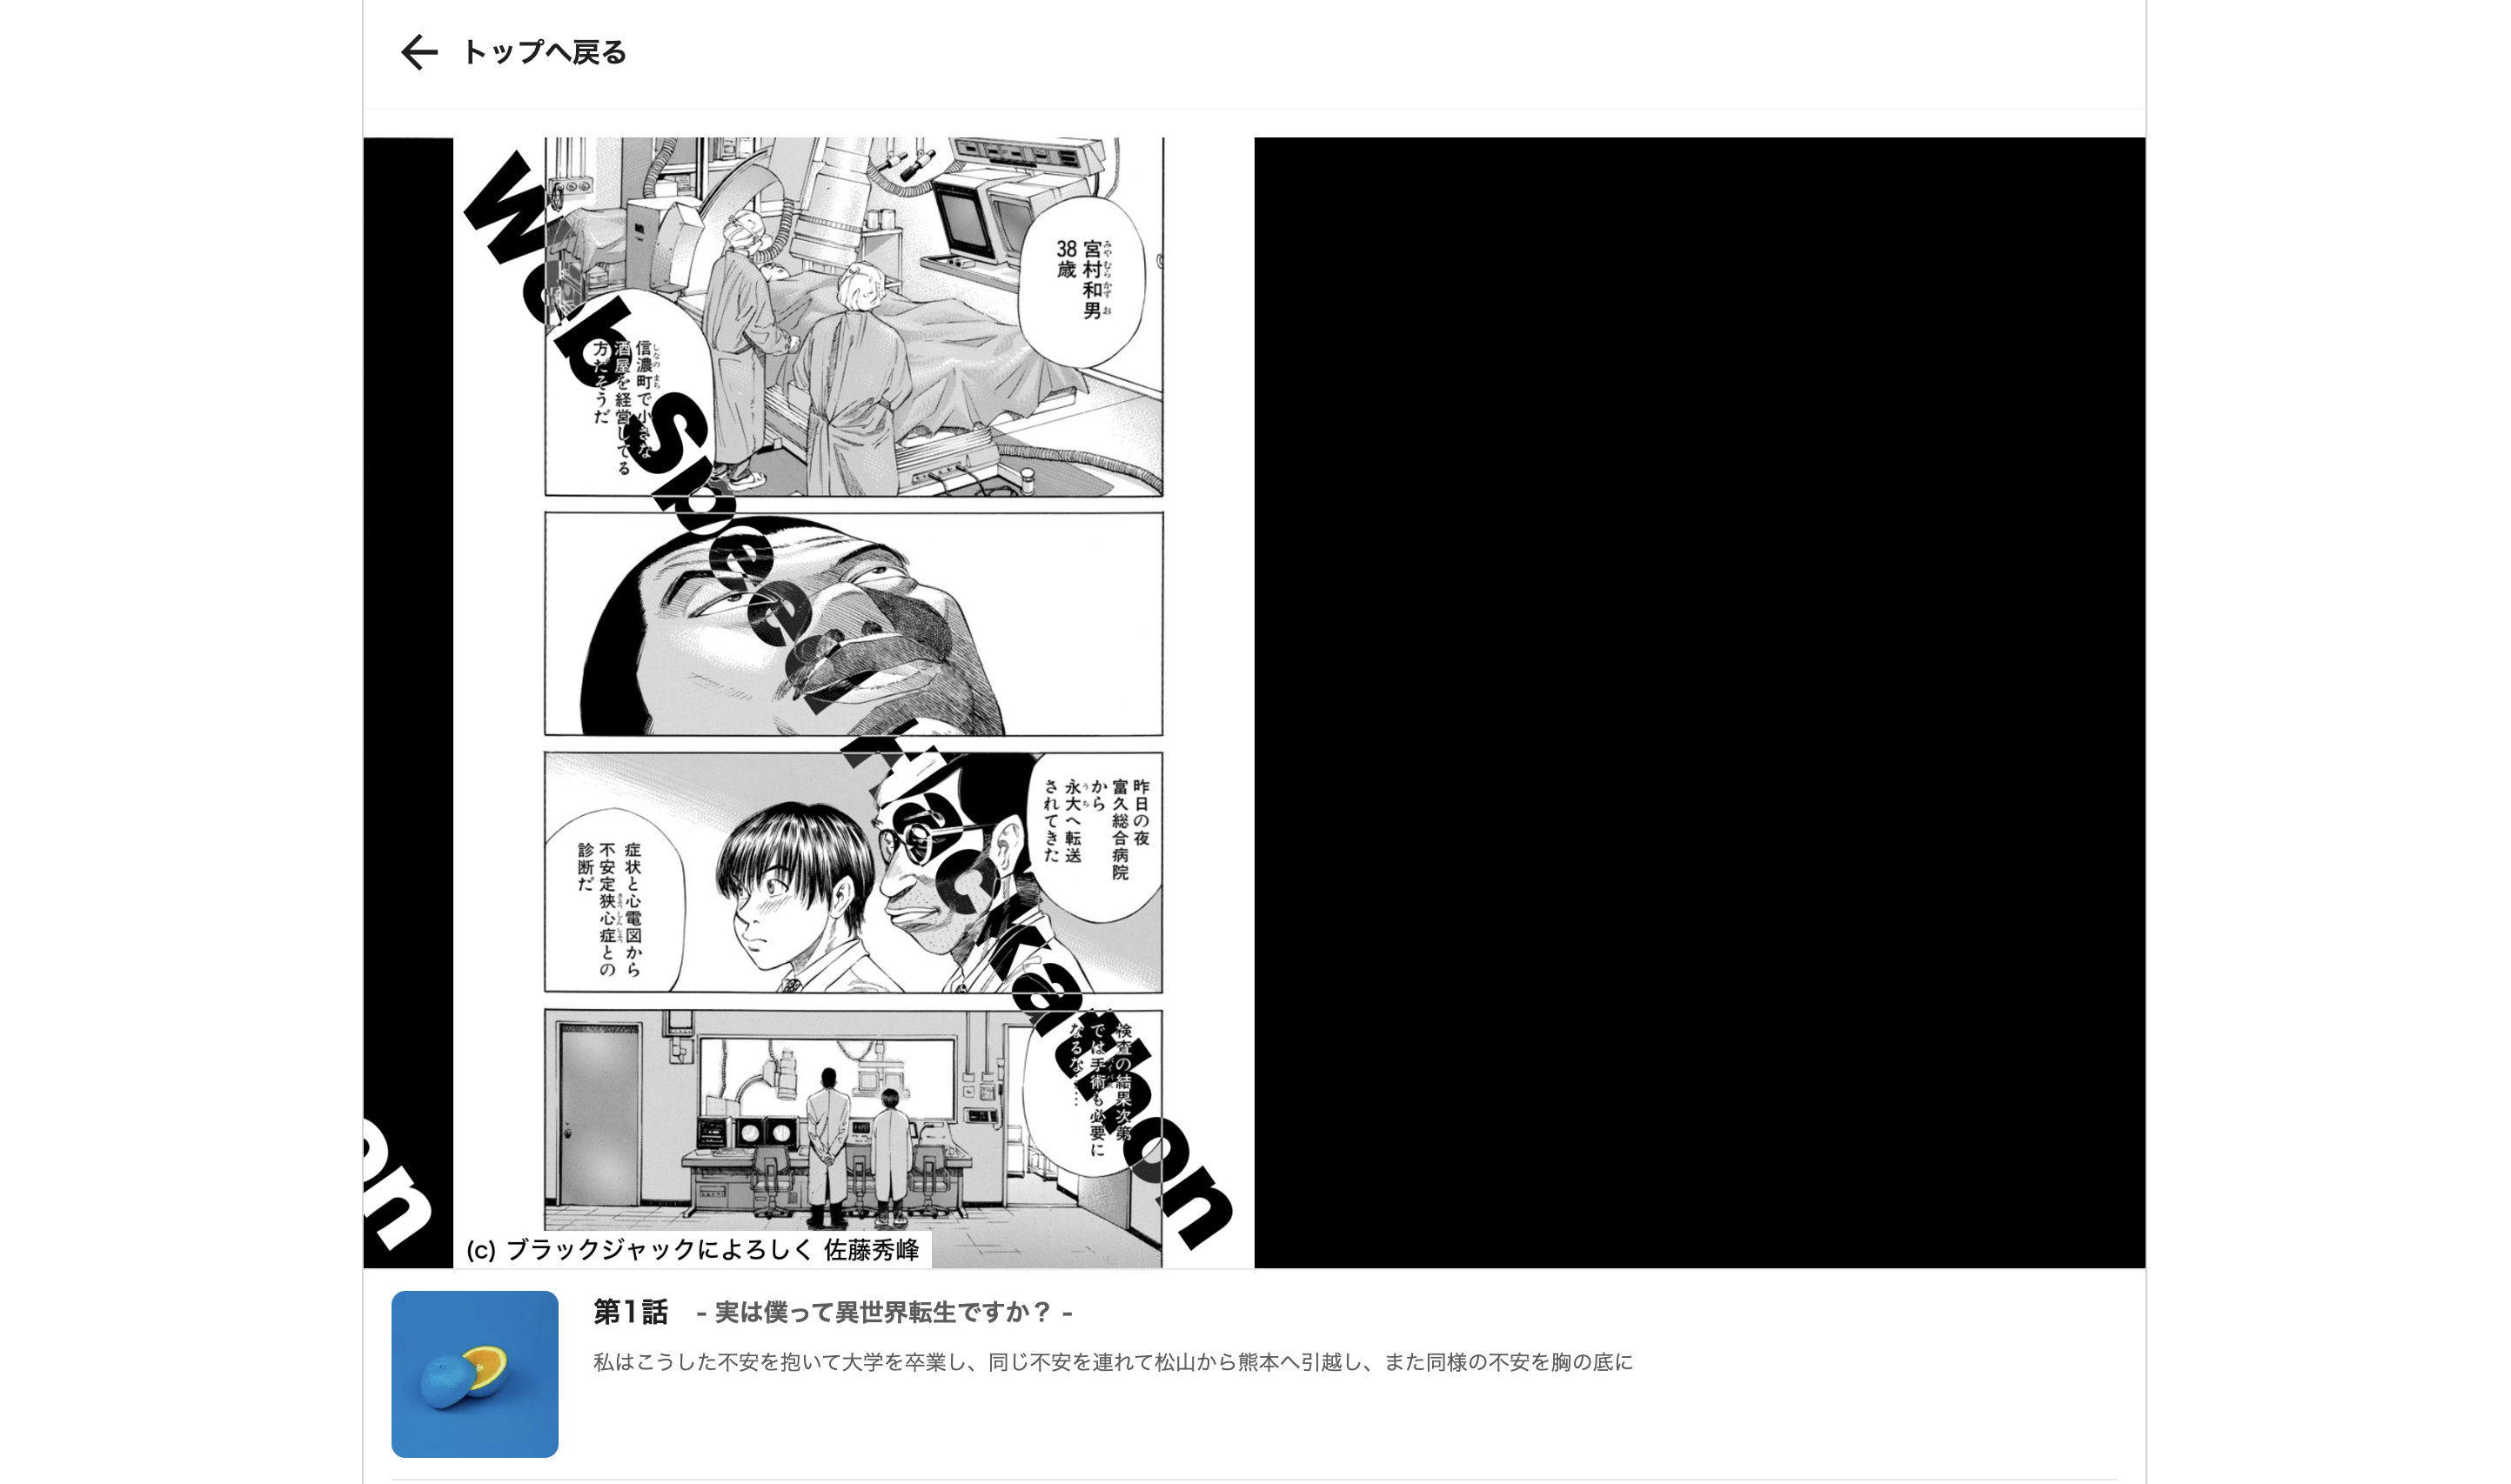 トップへ戻る
宮村和男
38歳
信濃町で小さな
酒屋を経営してる
方だそうだ
昨日の夜
富久総合病院
から
永大へ転送
されてきた
症状と心電図から
不安定狭心症との
診断だ
検査の結果次第
では手術も必要に
なるな……
Web Speed Hackathon
on
(c) ブラックジャックによろしく 佐藤秀峰
第1話 - 実は僕って異世界転生ですか？ -
私はこうした不安を抱いて大学を卒業し、同じ不安を連れて松山から熊本へ引越し、また同様の不安を胸の底に